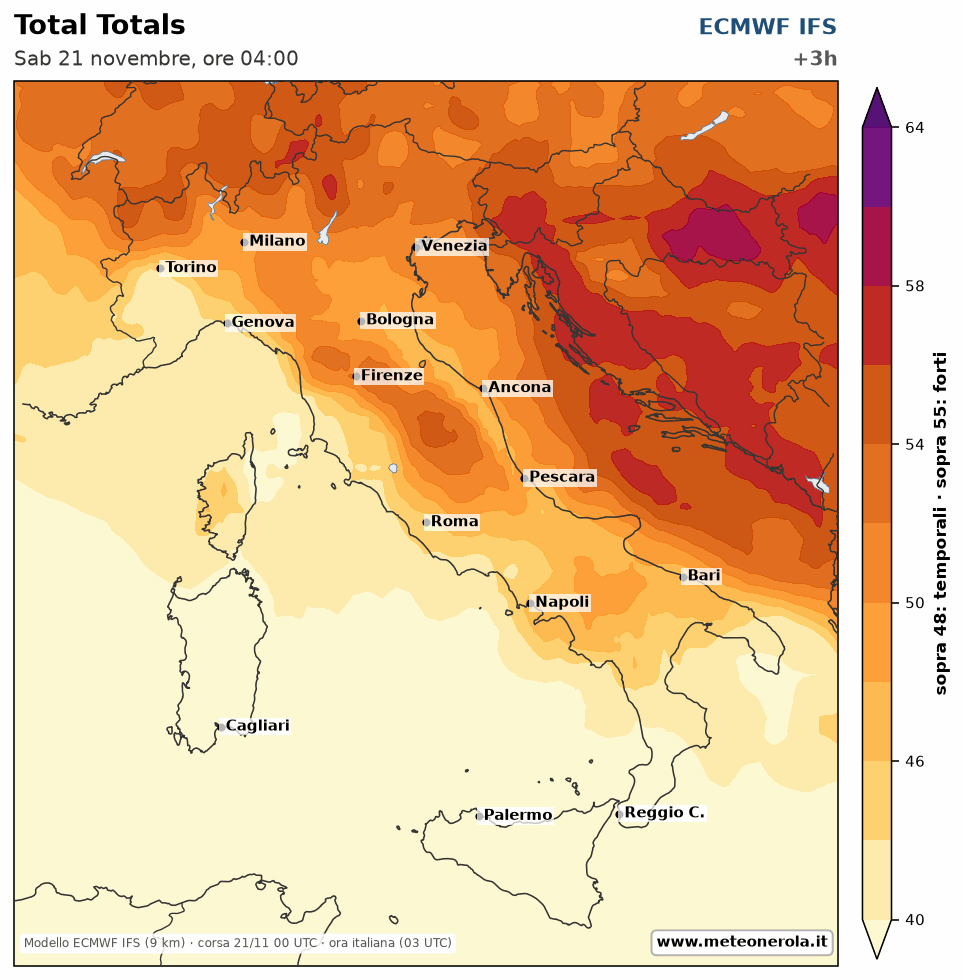 Total Totals
ECMWF IFS
Sab 21 novembre, ore 04:00
+3h
64
Milano
Venezia
Torino
58
Genova
Bologna
Firenze
Ancona
54
Pescara
Roma
Bari
50
Napoli
Cagliari
46
Palermo
Reggio C.
40
sopra 48: temporali · sopra 55: forti
Modello ECMWF IFS (9 km) · corsa 21/11 00 UTC · ora italiana (03 UTC)
www.meteonerola.it